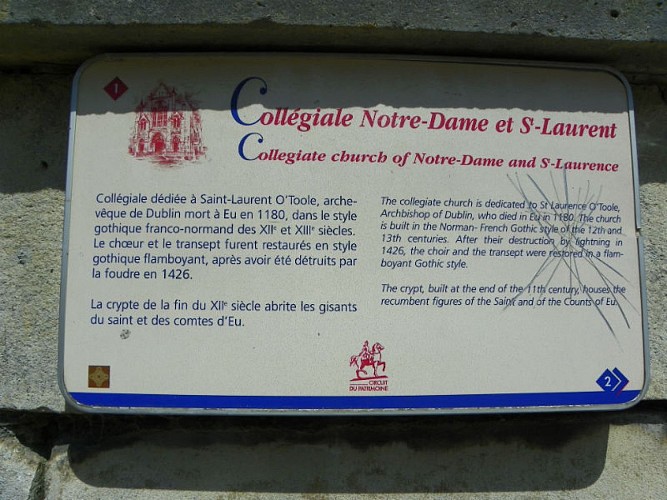 1
Collégiale Notre-Dame et St-Laurent
Collegiate church of Notre-Dame and St-Laurence
Collégiale dédiée à Saint-Laurent O'Toole, arche-
vêque de Dublin mort à Eu en 1180, dans le style
gothique franco-normand des XIIe et XIIIe siècles.
Le chœur et le transept furent restaurés en style
gothique flamboyant, après avoir été détruits par
la foudre en 1426.
La crypte de la fin du XIIe siècle abrite les gisants
du saint et des comtes d'Eu.
The collegiate church is dedicated to St Laurence O'Toole,
Archbishop of Dublin, who died in Eu in 1180. The church
is built in the Norman- French Gothic style of the 12th and
13th centuries. After their destruction by lightning in
1426, the choir and the transept were restored in a flam-
boyant Gothic style.
The crypt, built at the end of the 11th century, houses the
recumbent figures of the Saint and of the Counts of Eu.
CIRCUIT
DU PATRIMOINE
2